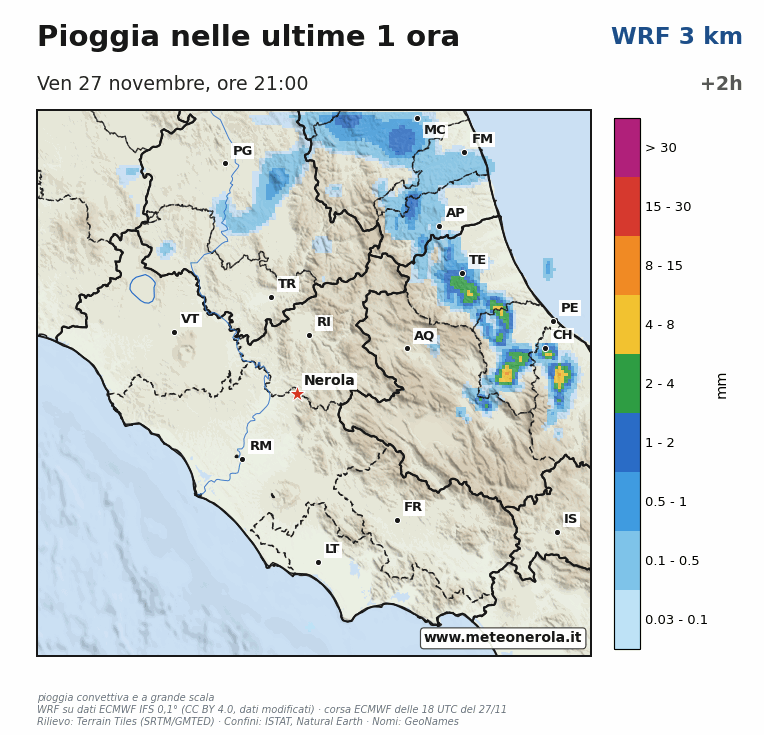 Pioggia nelle ultime 1 ora
WRF 3 km
Ven 27 novembre, ore 21:00
+2h
MC
FM
PG
AP
TE
TR
PE
VT
RI
AQ
CH
Nerola
RM
FR
IS
LT
www.meteonerola.it
> 30
15 - 30
8 - 15
4 - 8
2 - 4
1 - 2
0.5 - 1
0.1 - 0.5
0.03 - 0.1
mm
pioggia convettiva e a grande scala
WRF su dati ECMWF IFS 0,1° (CC BY 4.0, dati modificati) · corsa ECMWF delle 18 UTC del 27/11
Rilievo: Terrain Tiles (SRTM/GMTED) · Confini: ISTAT, Natural Earth · Nomi: GeoNames